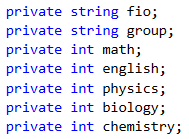 private string fio;
private string group;
private int math;
private int english;
private int physics;
private int biology;
private int chemistry;